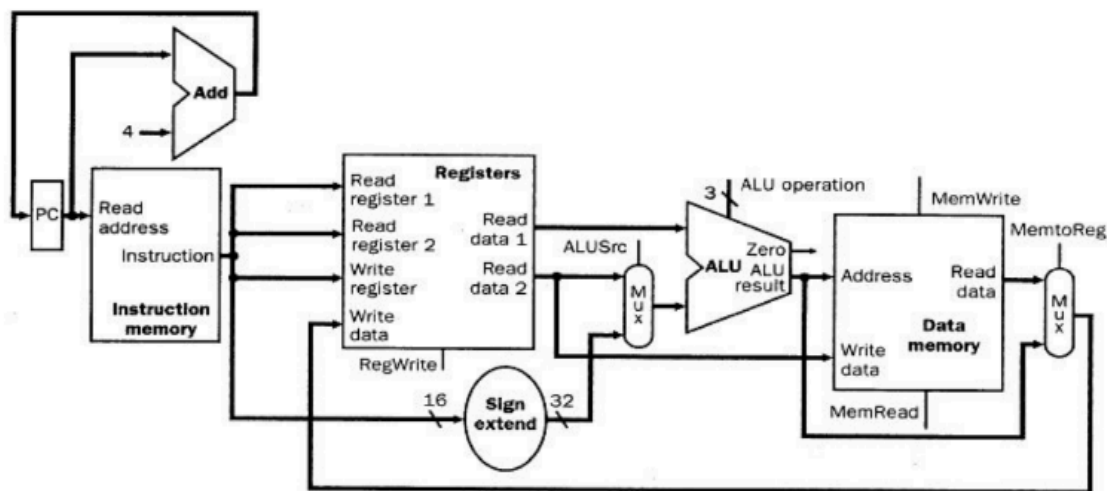 Add
4
PC
Read
address
Instruction
Instruction
memory
Registers
Read
register 1
Read
register 2
Write
register
Write
data
Read
data 1
Read
data 2
RegWrite
16
Sign
extend
32
ALUSrc
Mux
3
ALU operation
Zero
ALU
ALU
result
MemWrite
Address
Read
data
Data
memory
Write
data
MemRead
MemtoReg
Mux